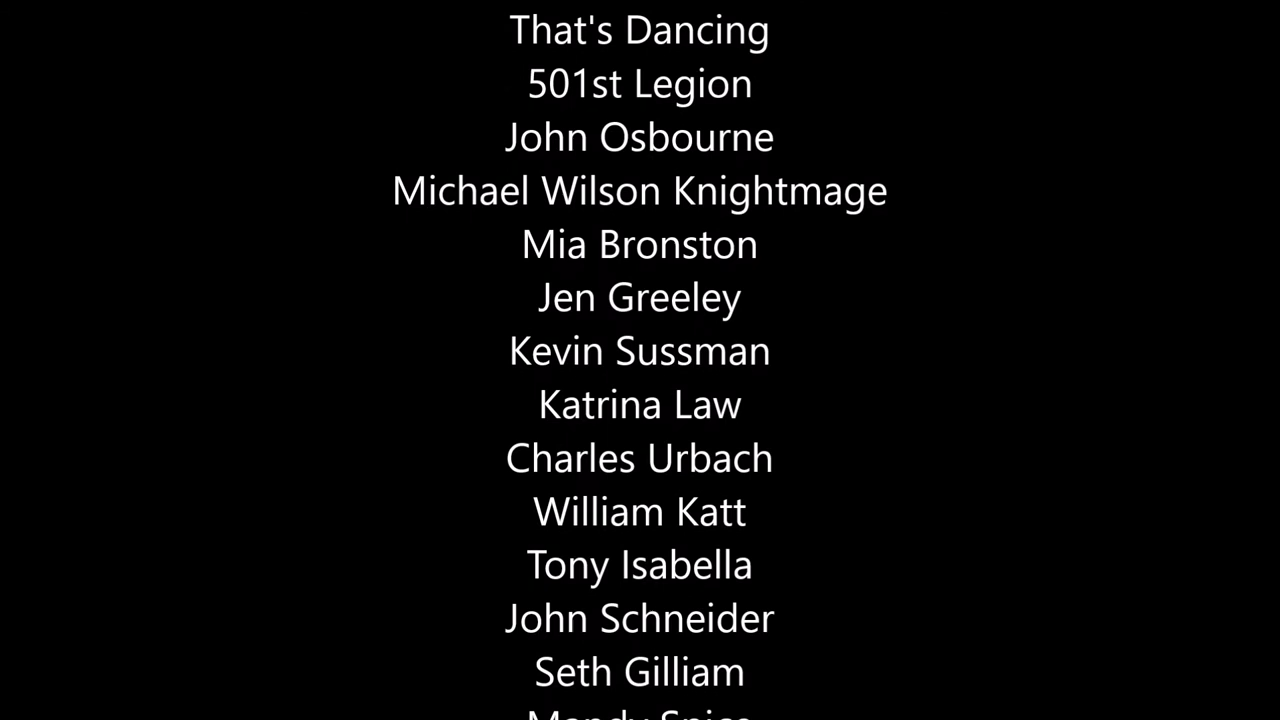 That's Dancing
501st Legion
John Osbourne
Michael Wilson Knightmage
Mia Bronston
Jen Greeley
Kevin Sussman
Katrina Law
Charles Urbach
William Katt
Tony Isabella
John Schneider
Seth Gilliam